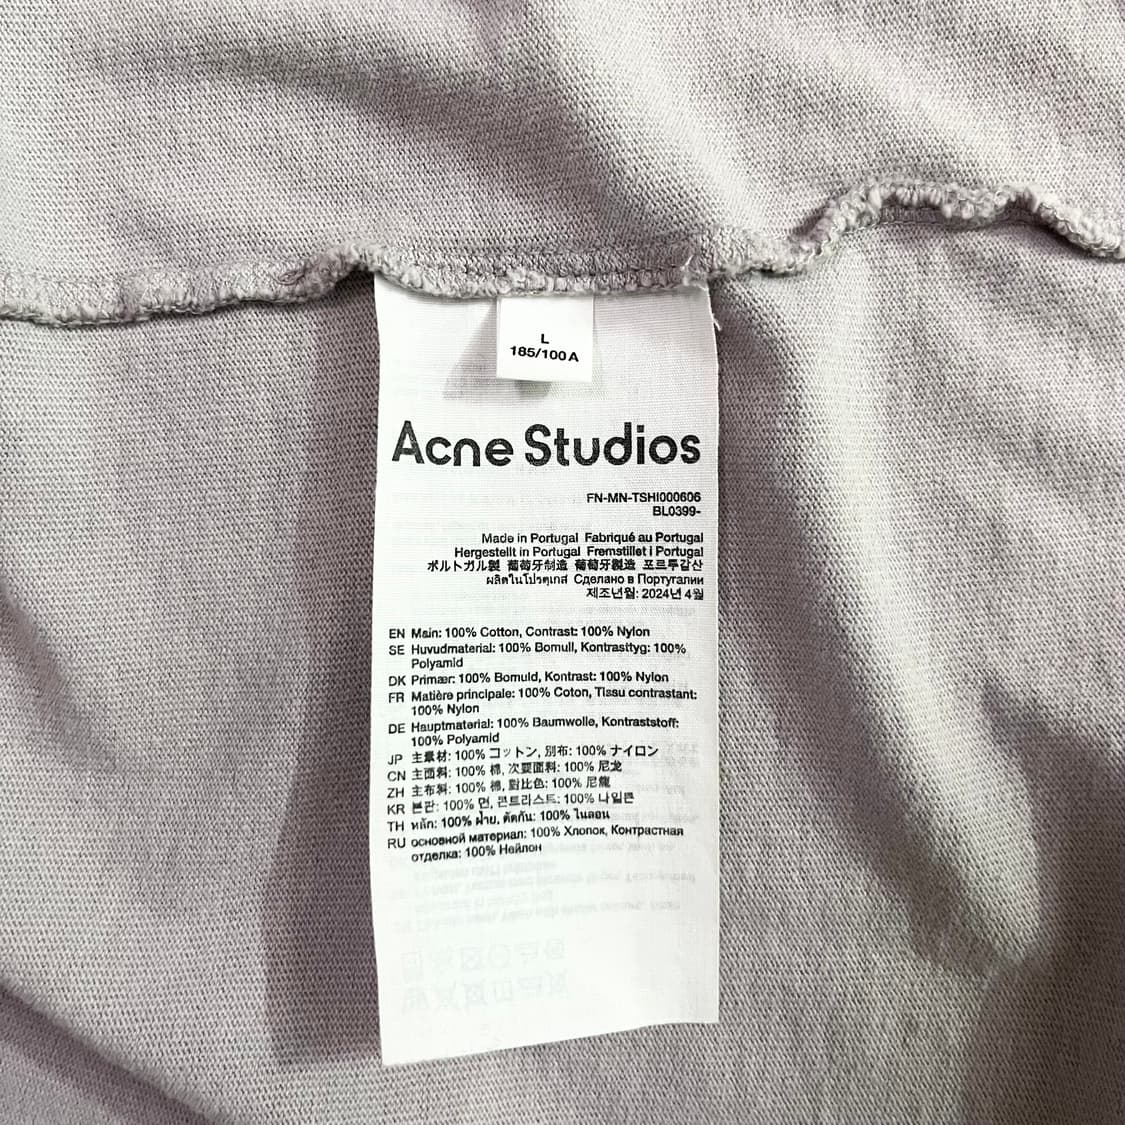 L
185/100A
Acne Studios
FN-MN-TSHI000606
BL0399-
Made in Portugal Fabriqué au Portugal
Hergestellt in Portugal Fremstillet i Portugal
ポルトガル製 葡萄牙制造 葡萄牙製造 포르투갈산
ผลิตในโปรตุเกส Сделано в Португалии
제조년월: 2024년 4월
EN Main: 100% Cotton, Contrast: 100% Nylon
SE Huvudmaterial: 100% Bomull, Kontrasttyg: 100%
Polyamid
DK Primær: 100% Bomuld, Kontrast: 100% Nylon
FR Matière principale: 100% Coton, Tissu contrastant:
100% Nylon
DE Hauptmaterial: 100% Baumwolle, Kontraststoff:
100% Polyamid
JP 主素材: 100% コットン, 別布: 100% ナイロン
CN 主面料: 100% 棉, 次要面料: 100% 尼龙
ZH 主布料: 100% 棉, 對比色: 100% 尼龍
KR 본판: 100% 면, 콘트라스트: 100% 나일론
TH หลัก: 100% ฝ้าย, ตัดกัน: 100% ไนลอน
RU основной материал: 100% Хлопок, Контрастная
отделка: 100% Нейлон